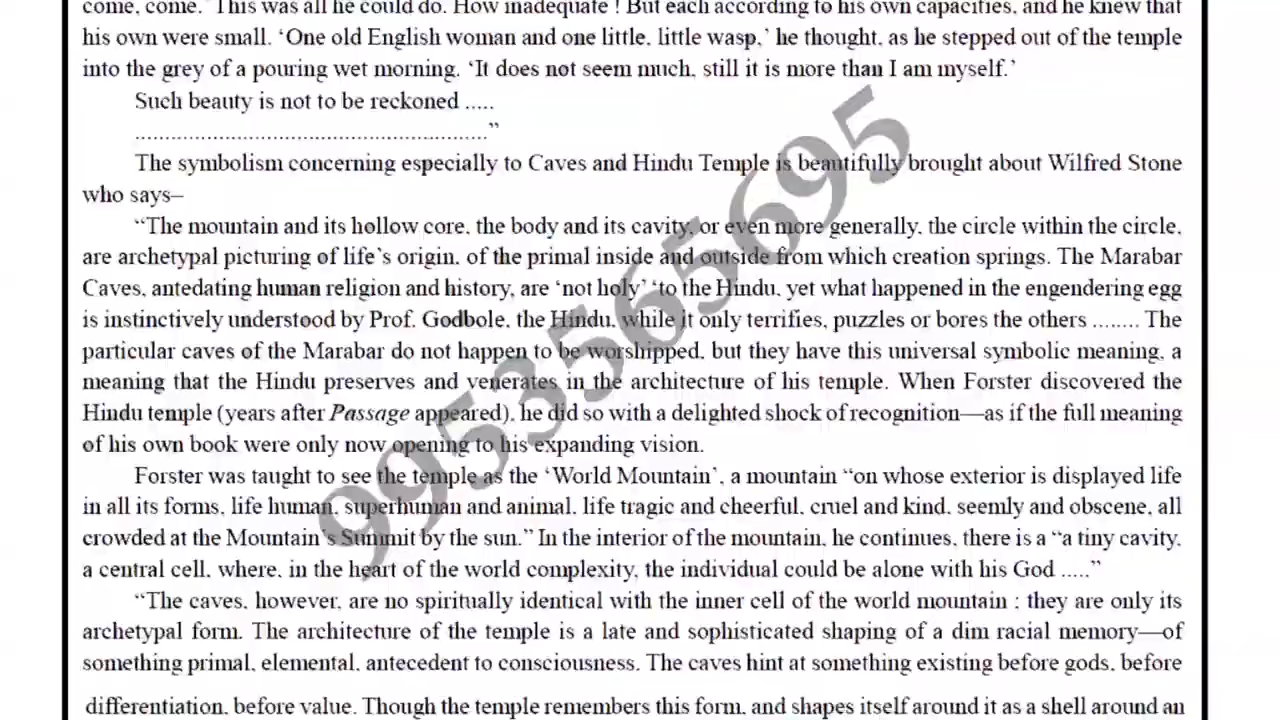 come, come.’ This was all he could do. How inadequate ! But each according to his own capacities, and he knew that
his own were small. ‘One old English woman and one little, little wasp,’ he thought, as he stepped out of the temple
into the grey of a pouring wet morning. ‘It does not seem much, still it is more than I am myself.’
Such beauty is not to be reckoned .....
.....................................................”
The symbolism concerning especially to Caves and Hindu Temple is beautifully brought about Wilfred Stone
who says–
“The mountain and its hollow core, the body and its cavity, or even more generally, the circle within the circle,
are archetypal picturing of life’s origin, of the primal inside and outside from which creation springs. The Marabar
Caves, antedating human religion and history, are ‘not holy’ ‘to the Hindu, yet what happened in the engendering egg
is instinctively understood by Prof. Godbole, the Hindu, while it only terrifies, puzzles or bores the others ........ The
particular caves of the Marabar do not happen to be worshipped, but they have this universal symbolic meaning, a
meaning that the Hindu preserves and venerates in the architecture of his temple. When Forster discovered the
Hindu temple (years after Passage appeared), he did so with a delighted shock of recognition—as if the full meaning
of his own book were only now opening to his expanding vision.
Forster was taught to see the temple as the ‘World Mountain’, a mountain “on whose exterior is displayed life
in all its forms, life human, superhuman and animal, life tragic and cheerful, cruel and kind, seemly and obscene, all
crowded at the Mountain’s Summit by the sun.” In the interior of the mountain, he continues, there is a “a tiny cavity,
a central cell, where, in the heart of the world complexity, the individual could be alone with his God .....”
“The caves, however, are no spiritually identical with the inner cell of the world mountain : they are only its
archetypal form. The architecture of the temple is a late and sophisticated shaping of a dim racial memory—of
something primal, elemental, antecedent to consciousness. The caves hint at something existing before gods, before
differentiation, before value. Though the temple remembers this form, and shapes itself around it as a shell around an
9953565695